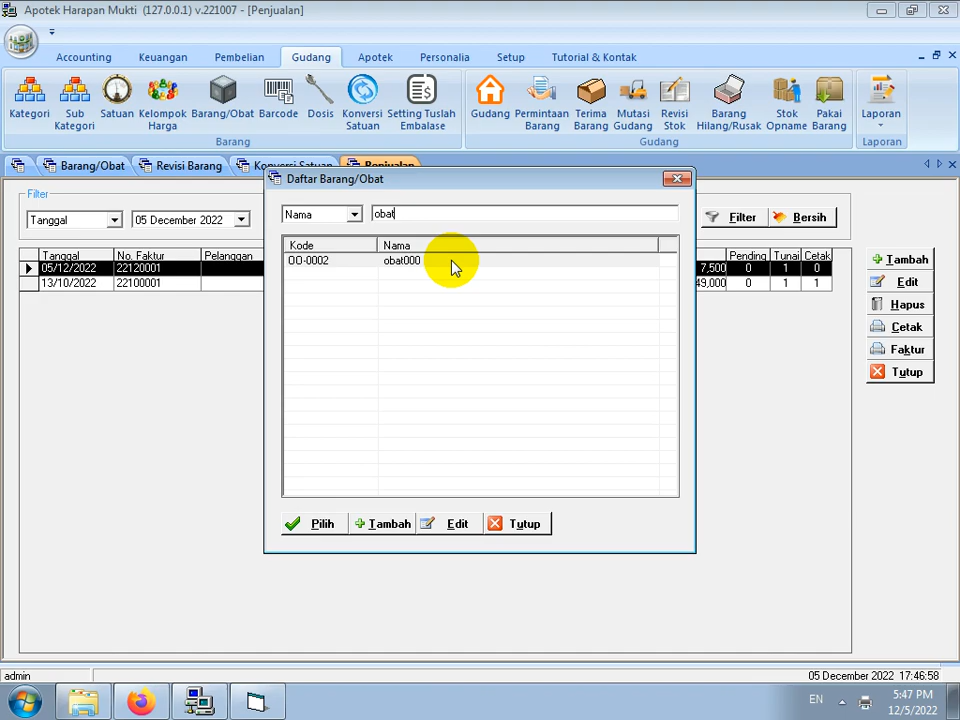 Apotek Harapan Mukti (127.0.0.1) v.221007 - [Penjualan]
Accounting Keuangan Pembelian Gudang Apotek Personalia Setup Tutorial & Kontak
Kategori Sub Kategori Satuan Kelompok Harga Barang/Obat Barcode Dosis Konversi Satuan Setting Tuslah Embalase Gudang Permintaan Barang Terima Barang Mutasi Gudang Revisi Stok Barang Hilang/Rusak Stok Opname Pakai Barang Laporan
Barang Gudang Laporan
Barang/Obat Revisi Barang Konversi Satuan Penjualan
Daftar Barang/Obat
Filter
Tanggal 05 December 2022 Filter Bersih
Nama obat
Tanggal No. Faktur Pelanggan Pending Tunai Cetak
05/12/2022 22120001 7,500 0 1 0
13/10/2022 22100001 49,000 0 1 1
Kode Nama
OO-0002 obat000
Tambah
Edit
Hapus
Cetak
Faktur
Tutup
Pilih Tambah Edit Tutup
admin 05 December 2022 17:46:58
EN 5:47 PM
12/5/2022